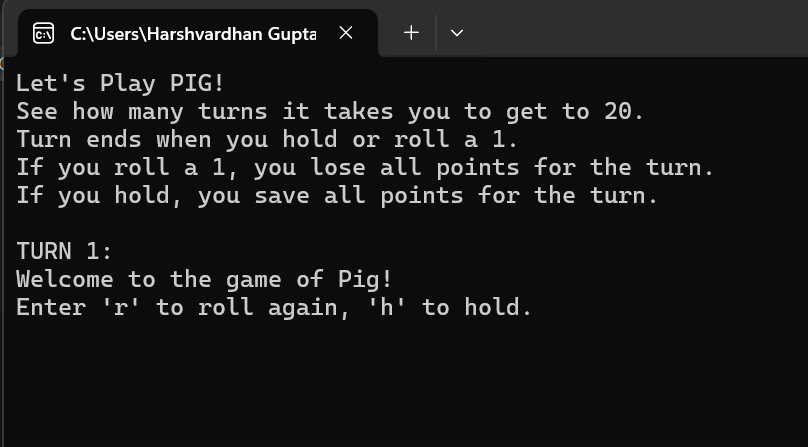 C:\Users\Harshvardhan Gupta
Let's Play PIG!
See how many turns it takes you to get to 20.
Turn ends when you hold or roll a 1.
If you roll a 1, you lose all points for the turn.
If you hold, you save all points for the turn.
TURN 1:
Welcome to the game of Pig!
Enter 'r' to roll again, 'h' to hold.